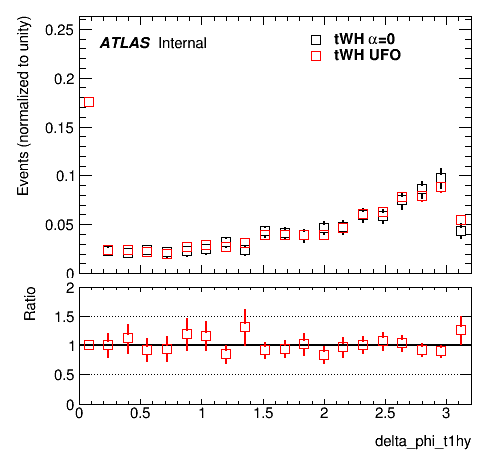 0.25
ATLAS Internal
tWH α=0
tWH UFO
0.2
0.15
0.1
0.05
0
Events (normalized to unity)
2
1.5
1
0.5
0
Ratio
0 0.5 1 1.5 2 2.5 3
delta_phi_t1hy